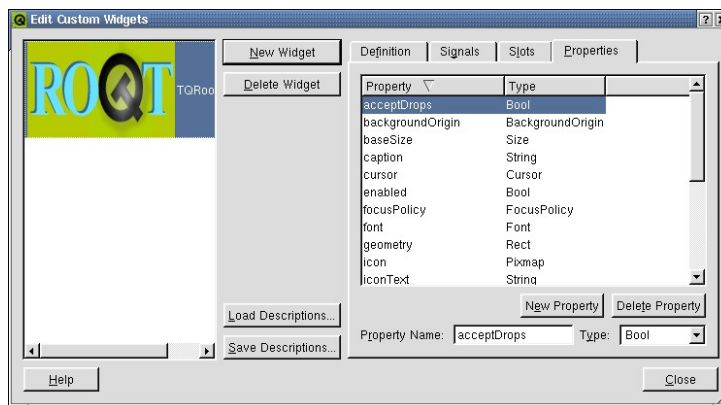 Edit Custom Widgets
ROQT
TQRoo
New Widget
Delete Widget
Load Descriptions...
Save Descriptions...
Definition
Signals
Slots
Properties
Property Type
acceptDrops Bool
backgroundOrigin BackgroundOrigin
baseSize Size
caption String
cursor Cursor
enabled Bool
focusPolicy FocusPolicy
font Font
geometry Rect
icon Pixmap
iconText String
New Property
Delete Property
Property Name: acceptDrops Type: Bool
Help
Close